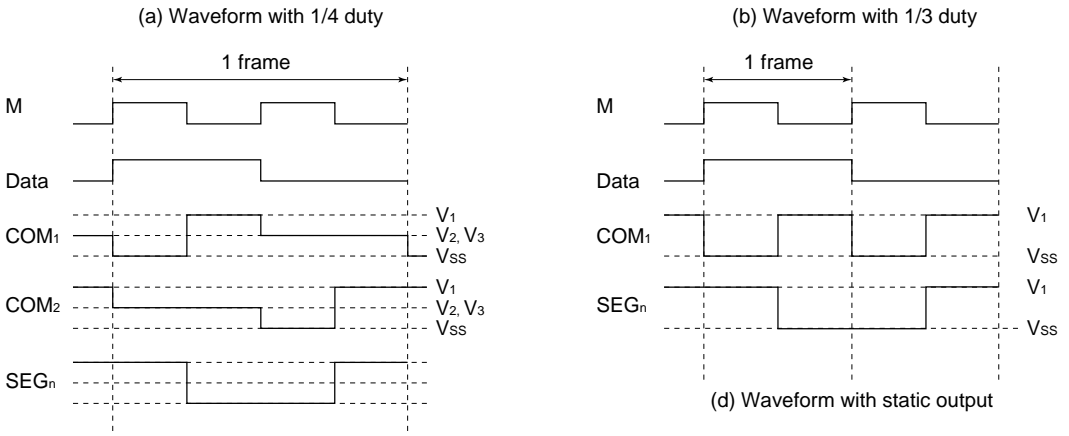 (a) Waveform with 1/4 duty
(b) Waveform with 1/3 duty
1 frame
M
Data
COM1
V1
V2, V3
VSS
COM2
V1
V2, V3
VSS
SEGn
1 frame
M
Data
COM1
V1
VSS
SEGn
V1
VSS
(d) Waveform with static output